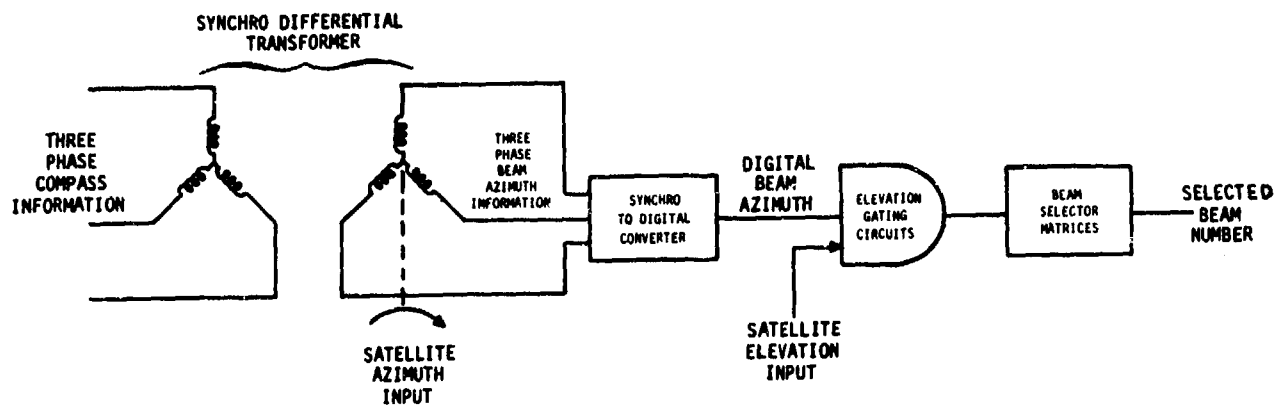 SYNCHRO DIFFERENTIAL
TRANSFORMER
THREE
PHASE
COMPASS
INFORMATION
THREE
PHASE
BEAM
AZIMUTH
INFORMATION
SATELLITE
AZIMUTH
INPUT
SYNCHRO
TO DIGITAL
CONVERTER
DIGITAL
BEAM
AZIMUTH
ELEVATION
GATING
CIRCUITS
SATELLITE
ELEVATION
INPUT
BEAM
SELECTOR
MATRICES
SELECTED
BEAM
NUMBER